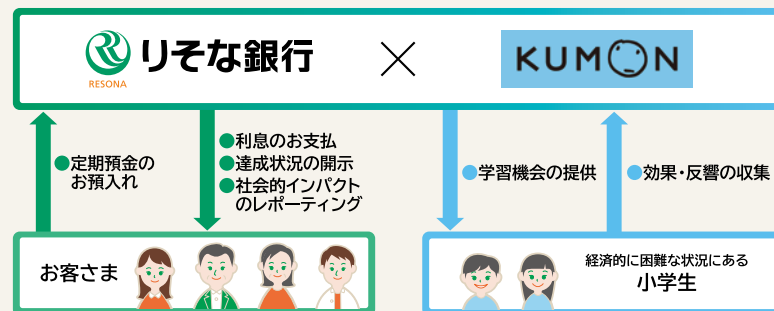 りそな銀行
RESONA
×
KUMON
●定期預金の
お預入れ
●利息のお支払
●達成状況の開示
●社会的インパクト
のレポーティング
●学習機会の提供
●効果・反響の収集
お客さま
経済的に困難な状況にある
小学生